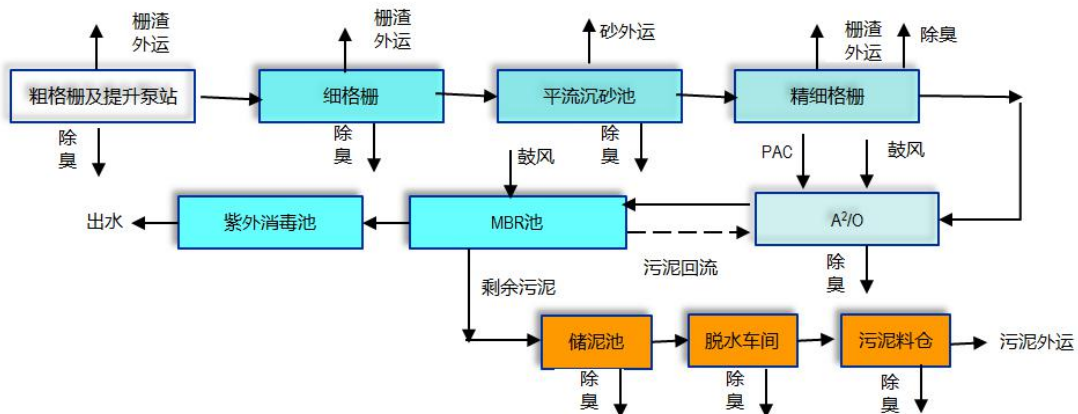 栅渣
外运
栅渣
外运
砂外运
栅渣
外运
除臭
粗格栅及提升泵站
细格栅
平流沉砂池
精细格栅
除
臭
除
臭
除
臭
鼓风
PAC
鼓风
出水
紫外消毒池
MBR池
A²/O
污泥回流
除
臭
剩余污泥
储泥池
脱水车间
污泥料仓
污泥外运
除
臭
除
臭
除
臭